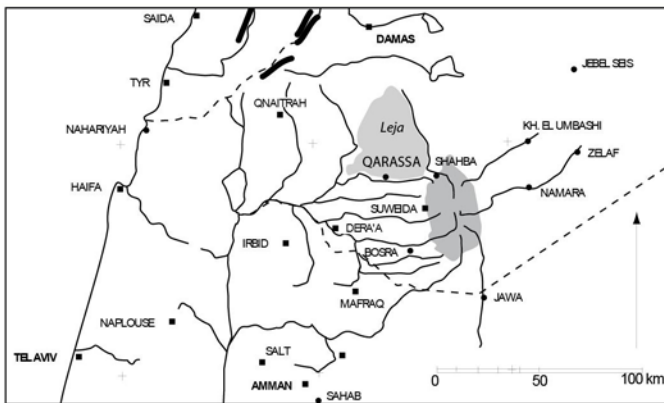 SAIDA
DAMAS
JEBEL SEIS
TYR
QNAITRAH
Leja
KH. EL UMBASHI
NAHARIYAH
ZELAF
QARASSA
SHAHBA
HAIFA
NAMARA
SUWEIDA
DERA'A
IRBID
BOSRA
MAFRAQ
JAWA
NAPLOUSE
TEL AVIV
SALT
AMMAN
SAHAB
0 50 100 km